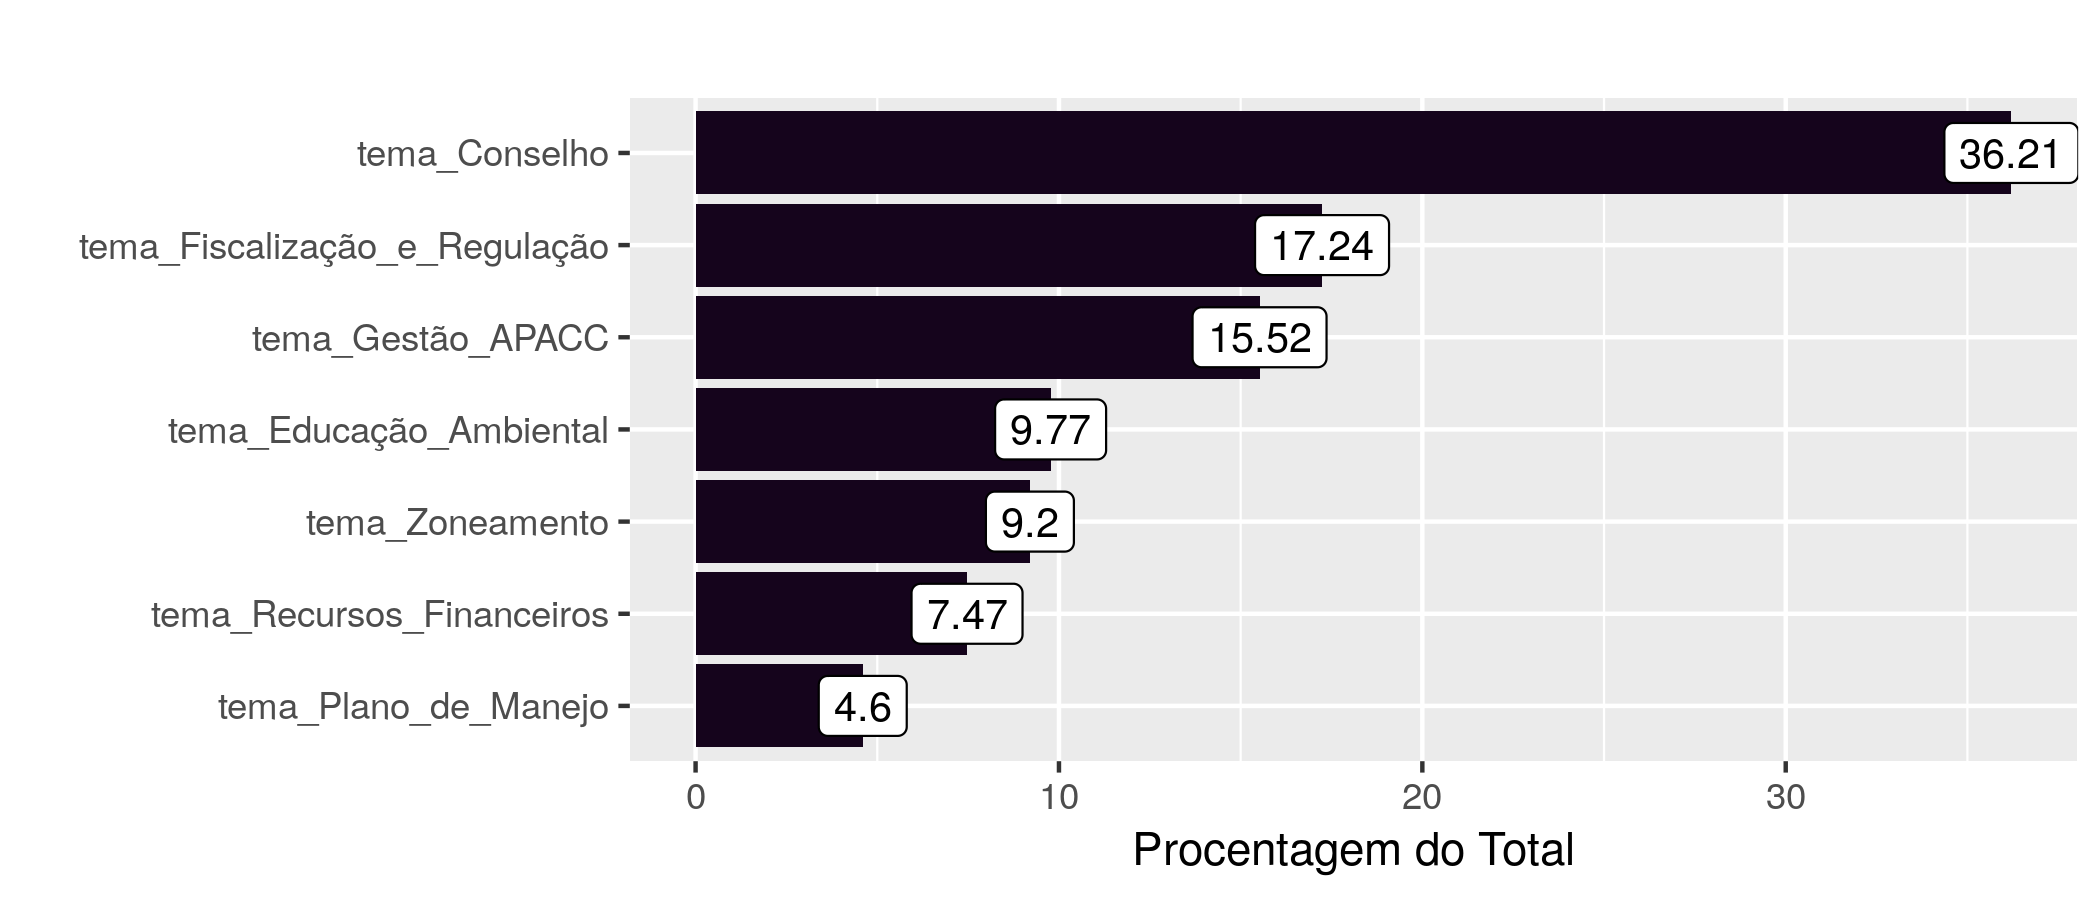 tema_Conselho 36.21
tema_Fiscalização_e_Regulação 17.24
tema_Gestão_APACC 15.52
tema_Educação_Ambiental 9.77
tema_Zoneamento 9.2
tema_Recursos_Financeiros 7.47
tema_Plano_de_Manejo 4.6
0 10 20 30
Procentagem do Total